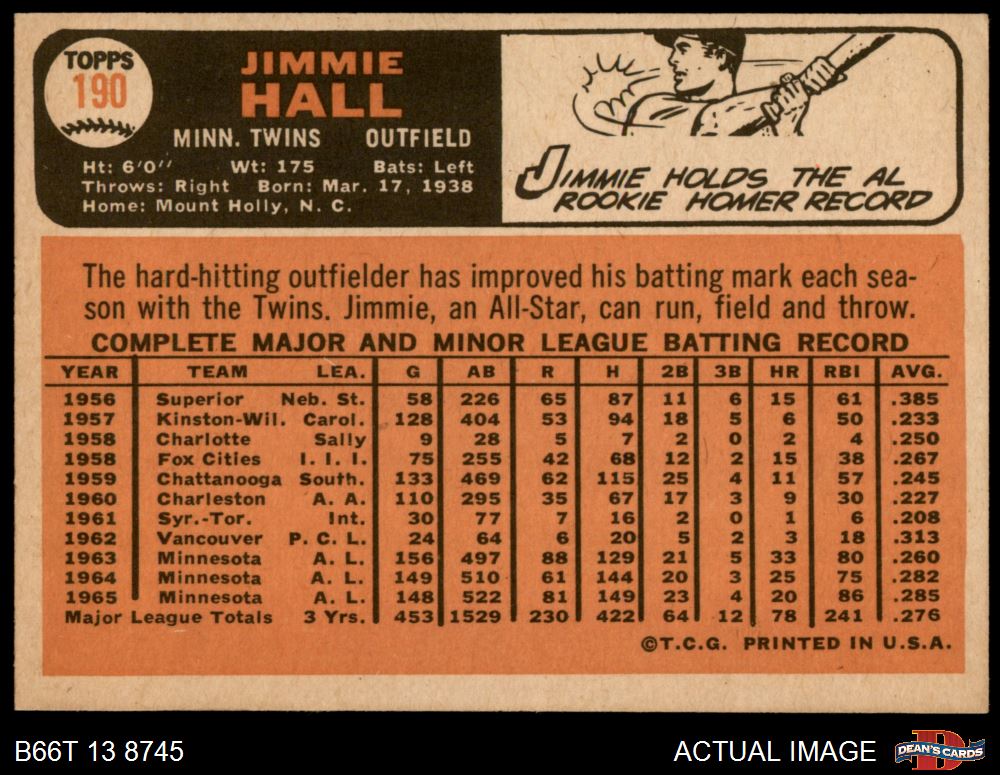 TOPPS
190
JIMMIE
HALL
MINN. TWINS OUTFIELD
Ht: 6'0" Wt: 175 Bats: Left
Throws: Right Born: Mar. 17, 1938
Home: Mount Holly, N. C.
JIMMIE HOLDS THE AL
ROOKIE HOMER RECORD
The hard-hitting outfielder has improved his batting mark each sea-
son with the Twins. Jimmie, an All-Star, can run, field and throw.
COMPLETE MAJOR AND MINOR LEAGUE BATTING RECORD
YEAR TEAM LEA. G AB R H 2B 3B HR RBI AVG.
1956 Superior Neb. St. 58 226 65 87 11 6 15 61 .385
1957 Kinston-Wil. Carol. 128 404 53 94 18 5 6 50 .233
1958 Charlotte Sally 9 28 5 7 2 0 2 4 .250
1958 Fox Cities I. I. I. 75 255 42 68 12 2 15 38 .267
1959 Chattanooga South. 133 469 62 115 25 4 11 57 .245
1960 Charleston A. A. 110 295 35 67 17 3 9 30 .227
1961 Syr.-Tor. Int. 30 77 7 16 2 0 1 6 .208
1962 Vancouver P. C. L. 24 64 6 20 5 2 3 18 .313
1963 Minnesota A. L. 156 497 88 129 21 5 33 80 .260
1964 Minnesota A. L. 149 510 61 144 20 3 25 75 .282
1965 Minnesota A. L. 148 522 81 149 23 4 20 86 .285
Major League Totals 3 Yrs. 453 1529 230 422 64 12 78 241 .276
©T.C.G. PRINTED IN U.S.A.
B66T 13 8745
ACTUAL IMAGE
DEAN'S CARDS